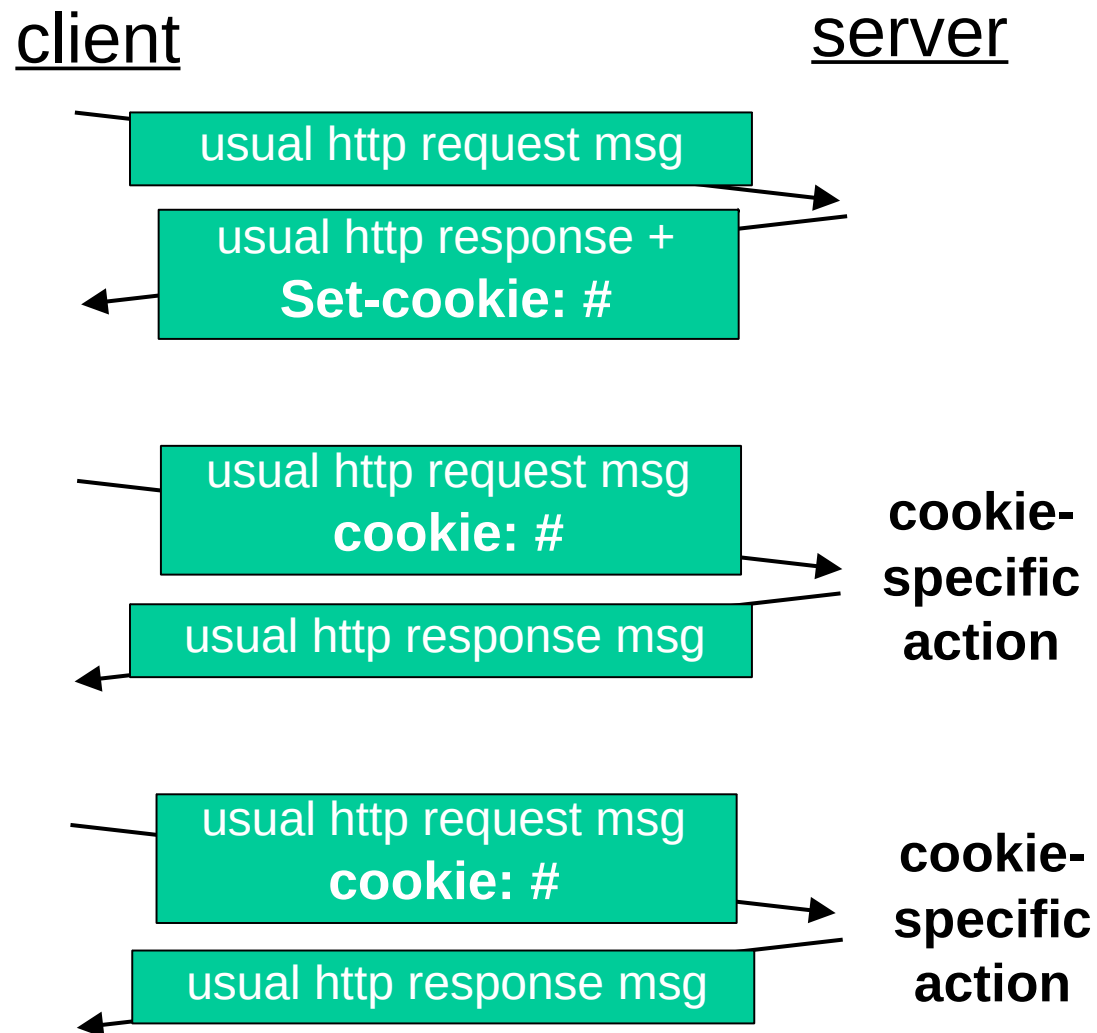 client
server
usual http request msg
usual http response +
Set-cookie: #
usual http request msg
cookie: #
cookie-
specific
action
usual http response msg
usual http request msg
cookie: #
cookie-
specific
action
usual http response msg